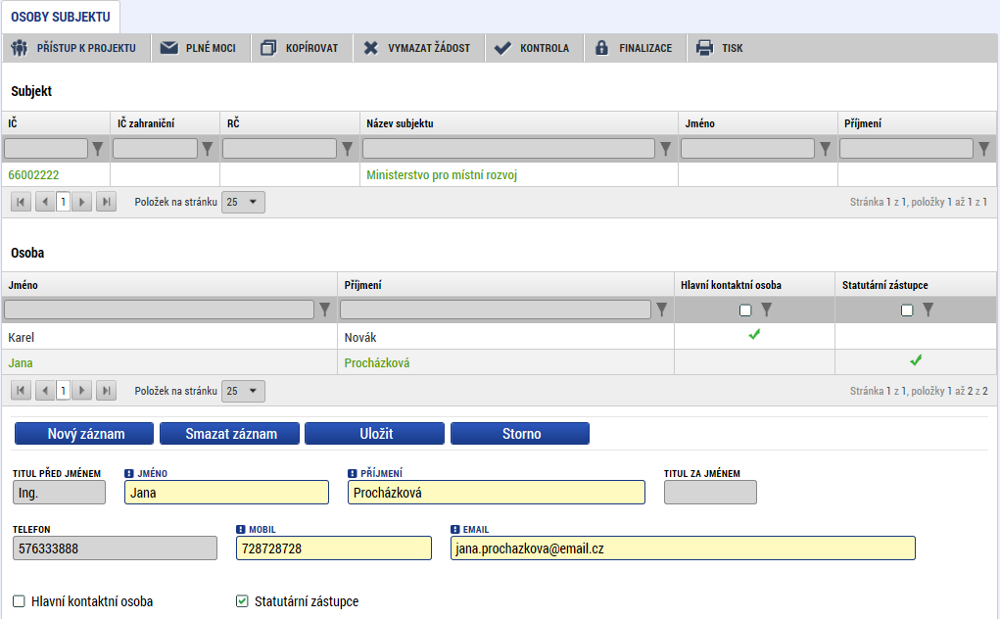 OSOBY SUBJEKTU
PŘÍSTUP K PROJEKTU PLNÉ MOCI KOPÍROVAT VYMAZAT ŽÁDOST KONTROLA FINALIZACE TISK
Subjekt
IČ IČ zahraniční RČ Název subjektu Jméno Příjmení
66002222 Ministerstvo pro místní rozvoj
1 Položek na stránku 25 Stránka 1 z 1, položky 1 až 1 z 1
Osoba
Jméno Příjmení Hlavní kontaktní osoba Statutární zástupce
Karel Novák
Jana Procházková
1 Položek na stránku 25 Stránka 1 z 1, položky 1 až 2 z 2
Nový záznam Smazat záznam Uložit Storno
TITUL PŘED JMÉNEM JMÉNO PŘÍJMENÍ TITUL ZA JMÉNEM
Ing. Jana Procházková
TELEFON MOBIL EMAIL
576333888 728728728 jana.prochazkova@email.cz
Hlavní kontaktní osoba Statutární zástupce